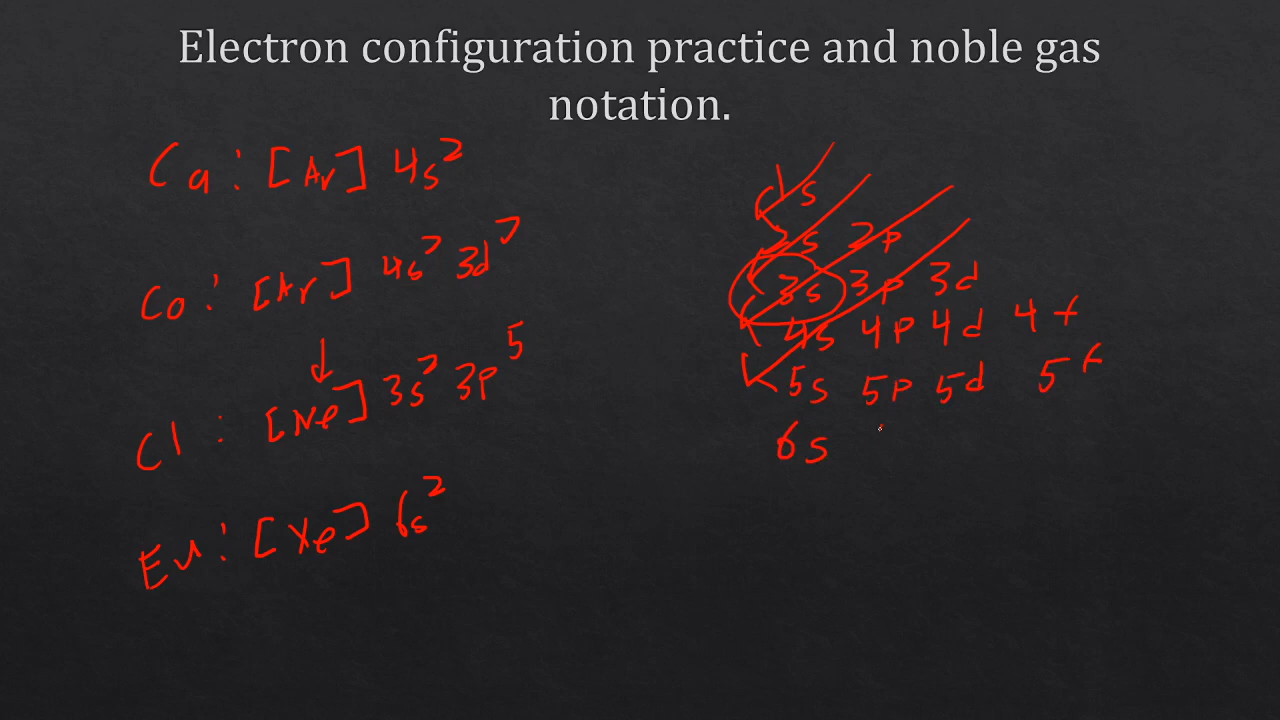 Electron configuration practice and noble gas
notation.
Ca: [Ar] 4s²
Co: [Ar] 4s² 3d⁷
Cl: [Ne] 3s² 3p⁵
Eu: [Xe] 6s²
1s
2s 2p
3s 3p 3d
4s 4p 4d 4f
5s 5p 5d 5f
6s